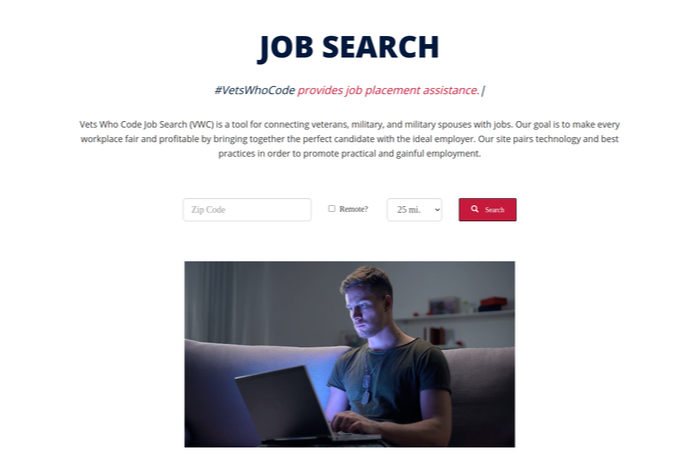 JOB SEARCH
#VetsWhoCode provides job placement assistance.|
Vets Who Code Job Search (VWC) is a tool for connecting veterans, military, and military spouses with jobs. Our goal is to make every
workplace fair and profitable by bringing together the perfect candidate with the ideal employer. Our site pairs technology and best
practices in order to promote practical and gainful employment.
Zip Code Remote? 25 mi. Search